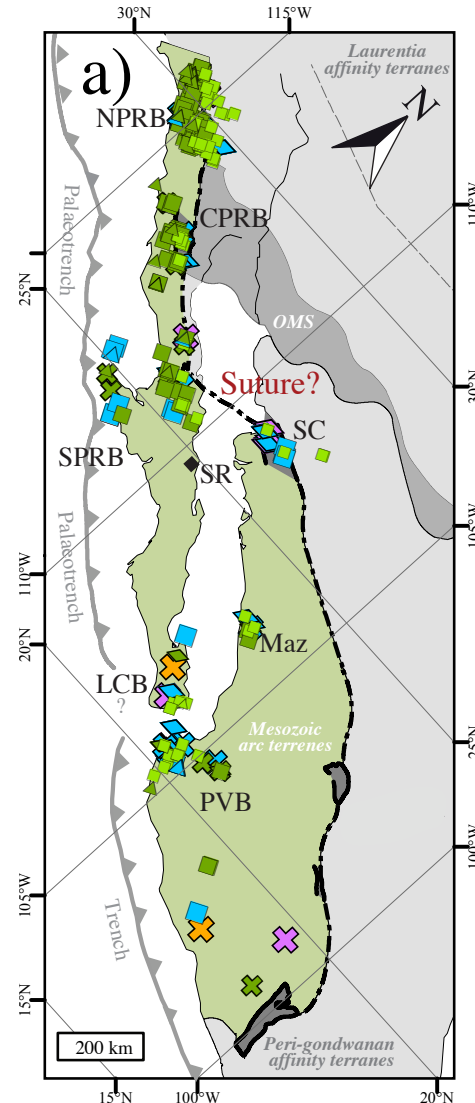 30°N
115°W
a)
Laurentia
affinity terranes
N
NPRB
Palaeotrench
CPRB
110°W
25°N
OMS
30°N
Suture?
SC
SPRB
SR
Palaeotrench
105°W
110°W
20°N
Maz
LCB
?
Mesozoic
arc terrenes
25°N
PVB
100°W
105°W
Trench
15°N
200 km
Peri-gondwanan
affinity terranes
15°N
100°W
20°N